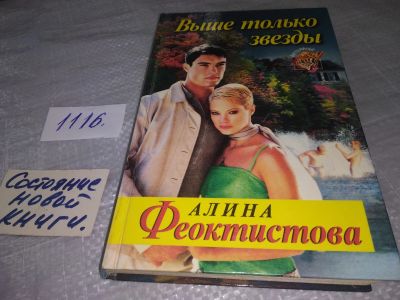 Выше только
звезды
1116.
Состояние
новой
книги.
АЛИНА
Феоктистова